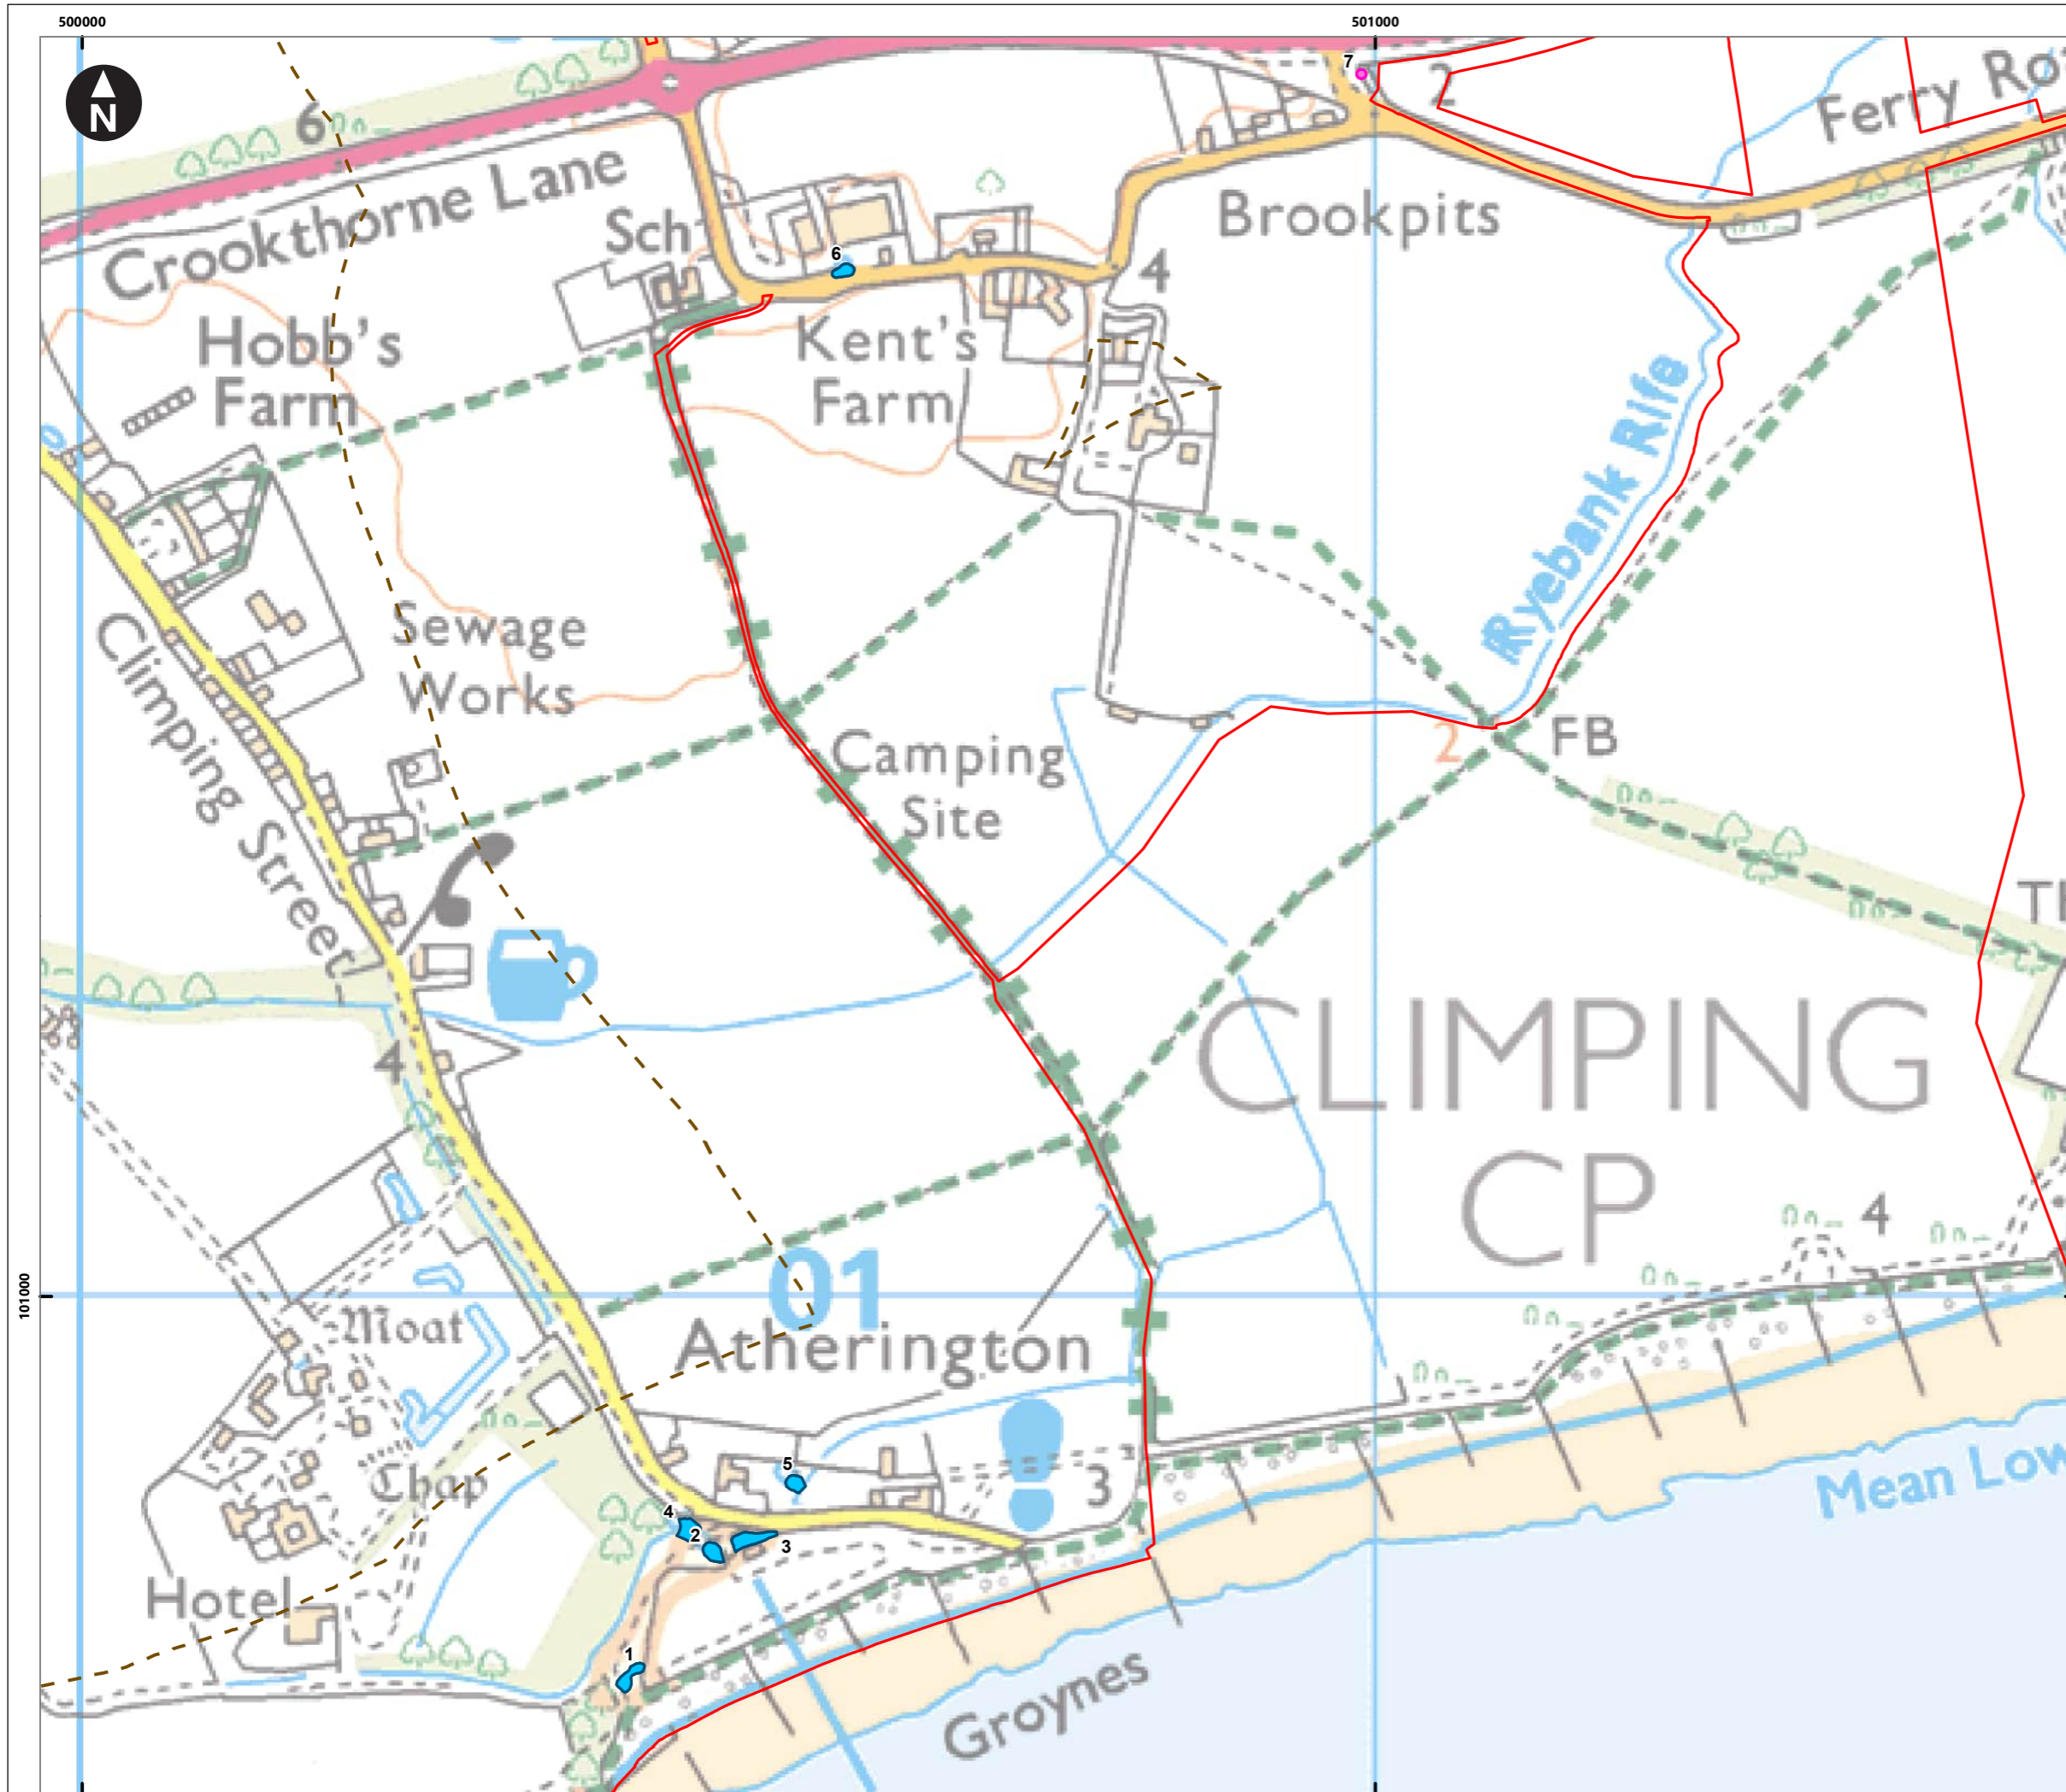 500000
501000
N
6
7
2
Ferry Ro
Crookthorne Lane
Sch
6
Brookpits
4
Hobb's
Farm
Kent's
Farm
Ryebank Rife
Sewage
Works
Climping Street
Camping
Site
2
FB
Th
4
CLIMPING
CP
4
101000
01
Moat
Atherington
Chap
5
3
4
2
3
Mean Low
Hotel
1
Groynes